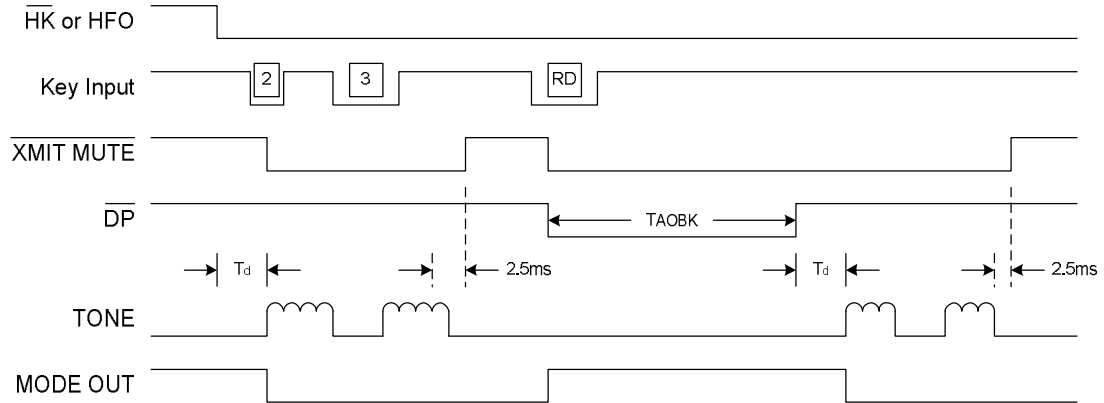 HK or HFO
Key Input 2 3 RD
XMIT MUTE
DP TAOBK
Td 2.5ms Td 2.5ms
TONE
MODE OUT